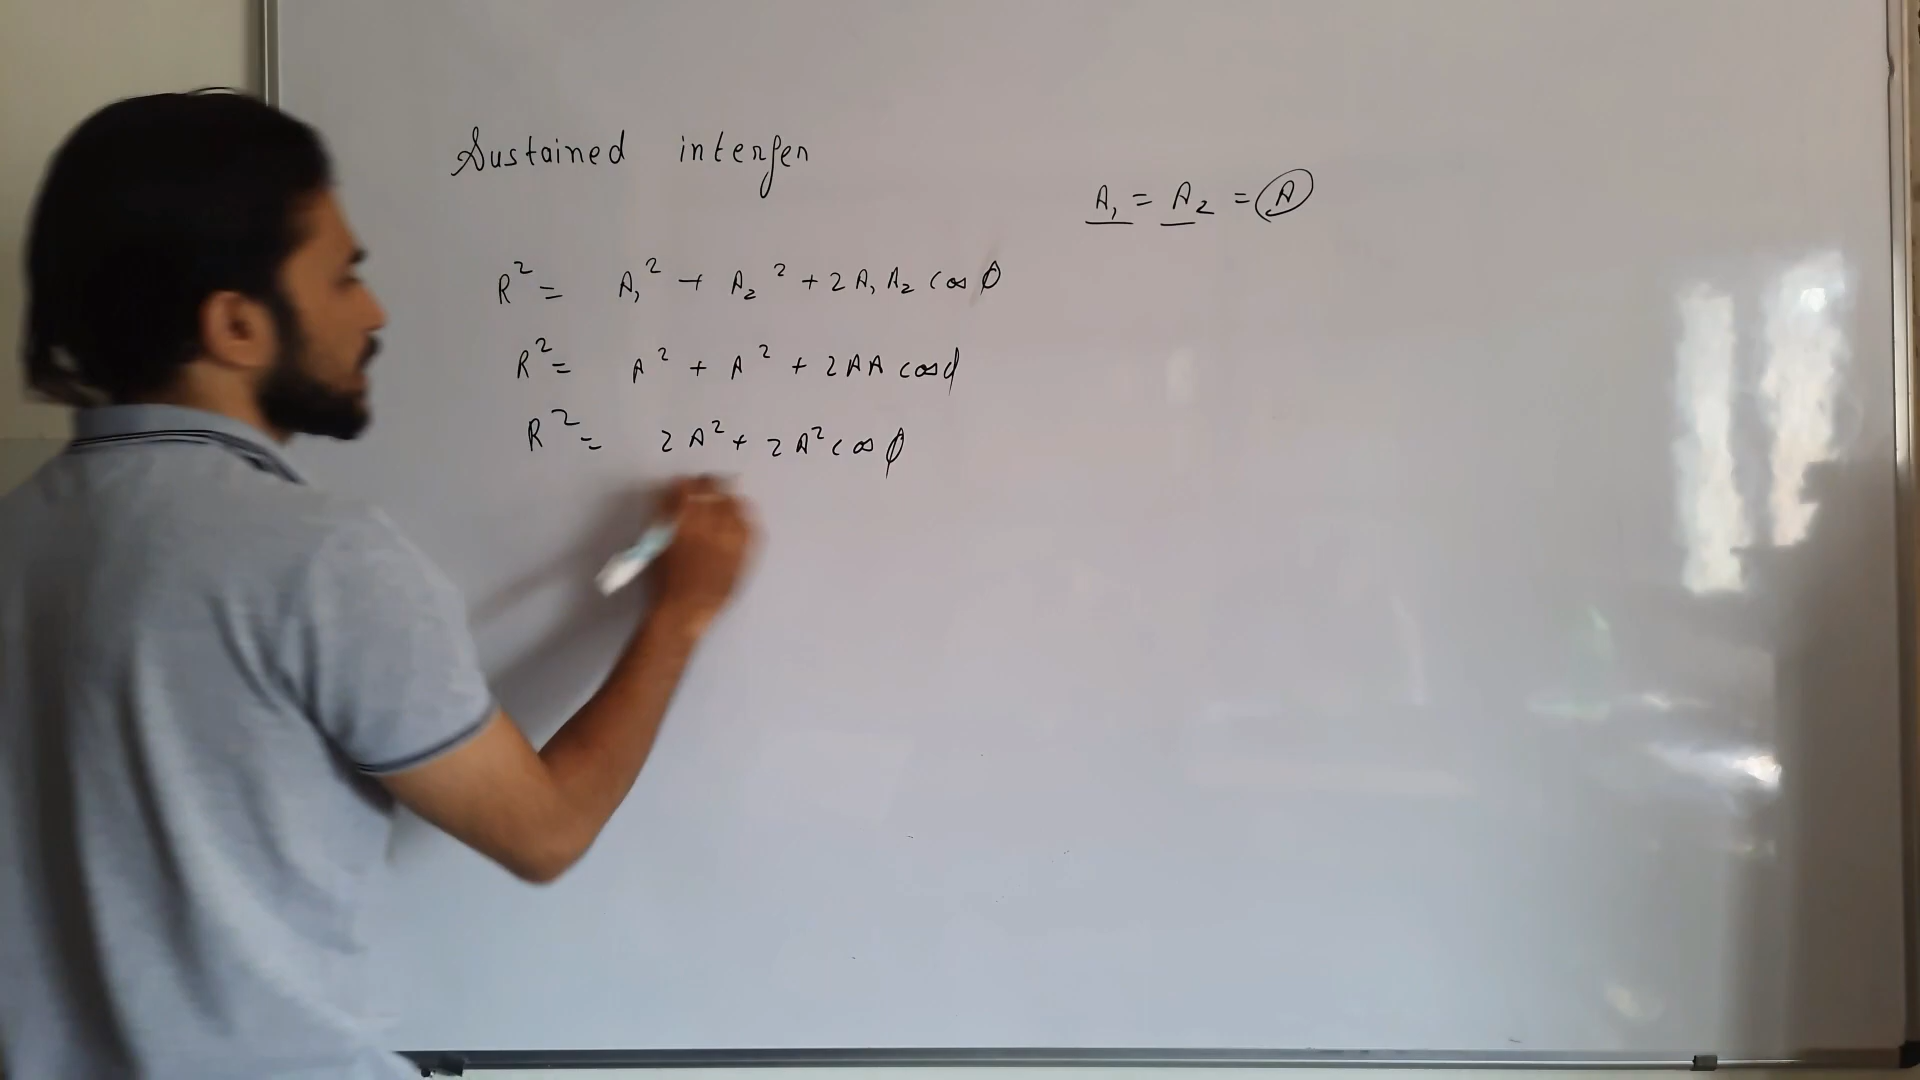 Sustained interfen
A₁ = A₂ = A
R² = A₁² + A₂² + 2A₁A₂ cos φ
R² = A² + A² + 2AA cosφ
R² = 2A² + 2A² cos φ